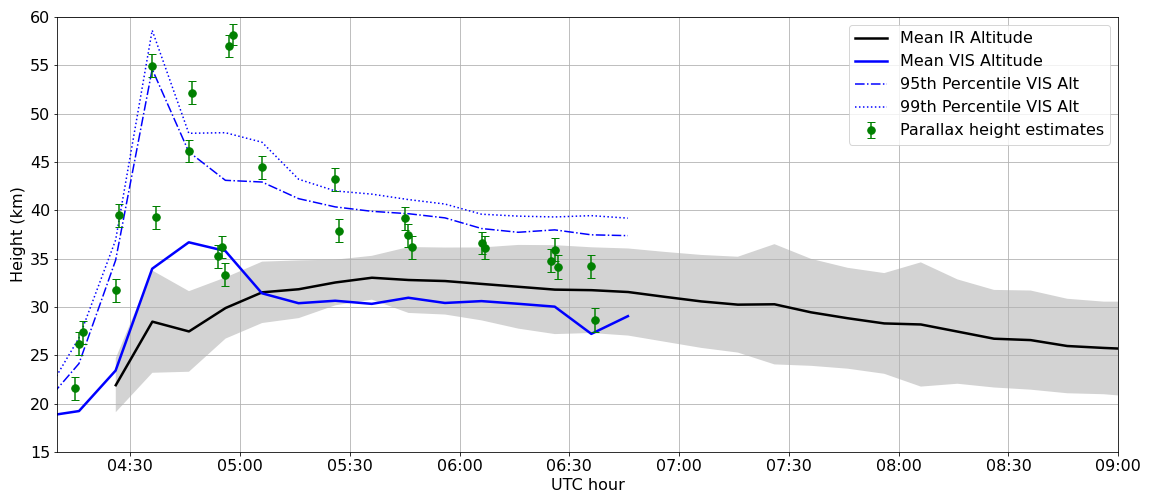 60
55
50
45
40
35
30
25
20
15
Height (km)
Mean IR Altitude
Mean VIS Altitude
95th Percentile VIS Alt
99th Percentile VIS Alt
Parallax height estimates
04:30 05:00 05:30 06:00 06:30 07:00 07:30 08:00 08:30 09:00
UTC hour